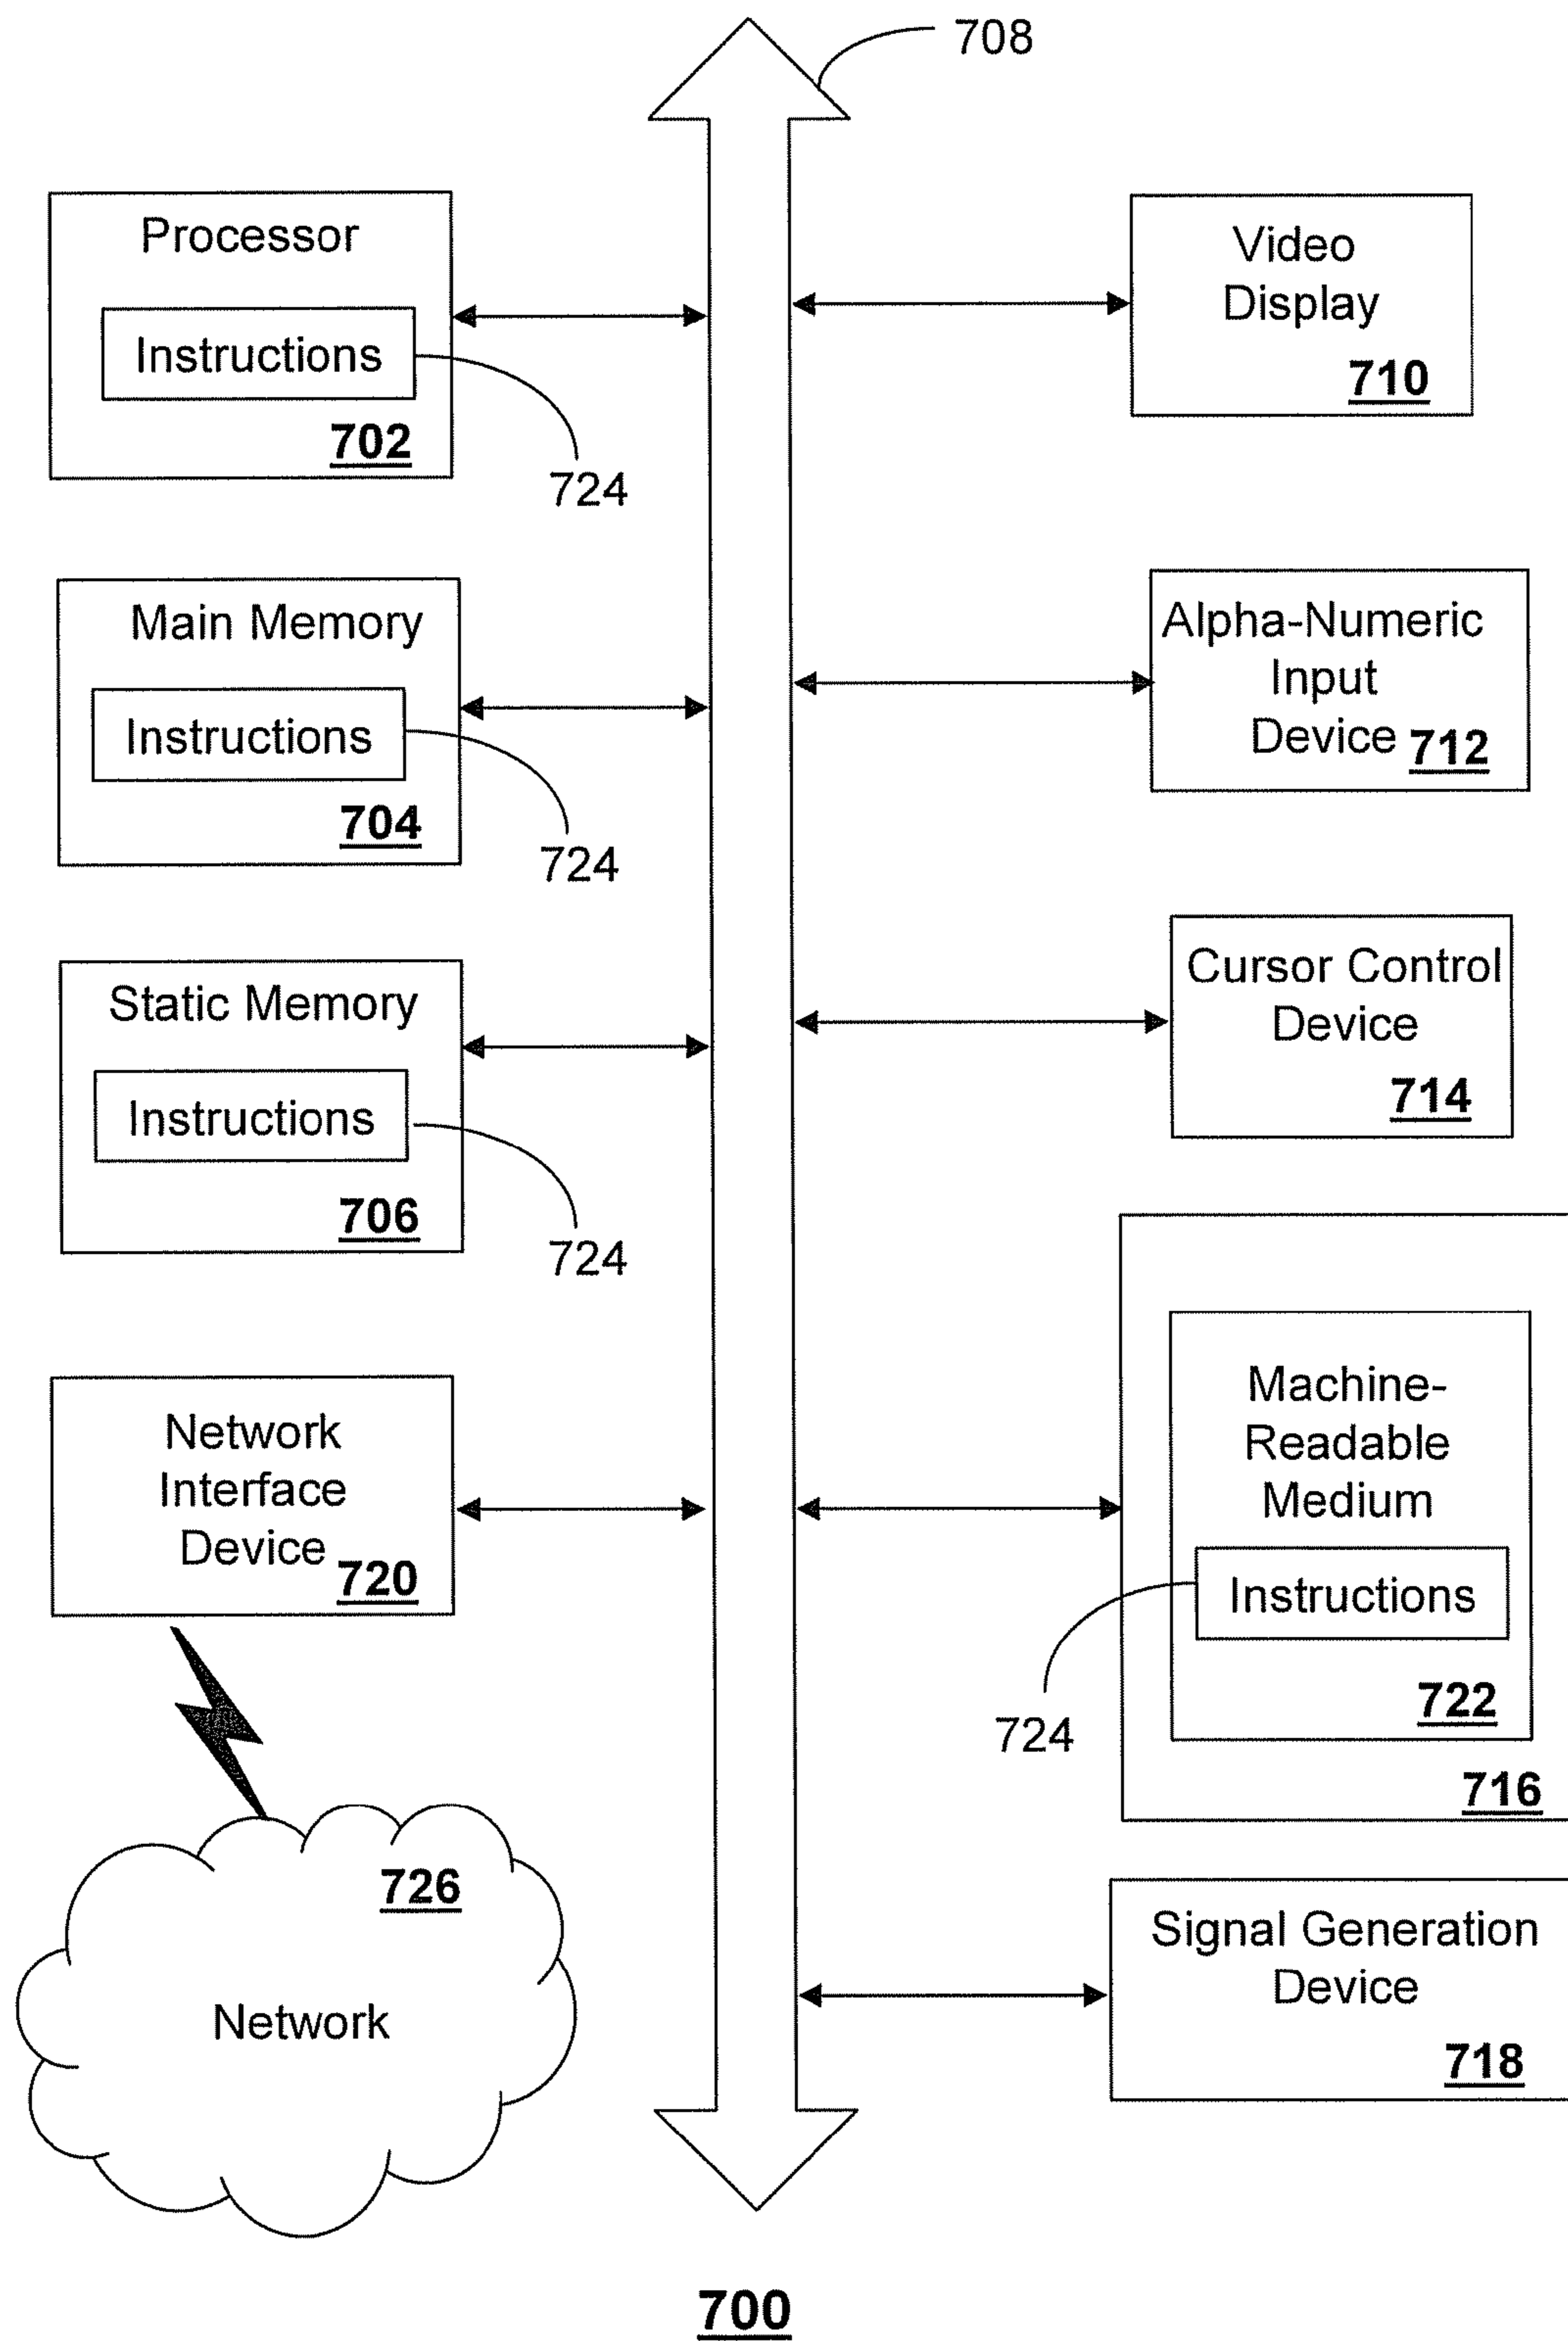 708
Processor
Instructions
702
724
Main Memory
Instructions
704
724
Static Memory
Instructions
706
724
Network
Interface
Device
720
726
Network
Video
Display
710
Alpha-Numeric
Input
Device 712
Cursor Control
Device
714
Machine-
Readable
Medium
Instructions
724
722
716
Signal Generation
Device
718
700